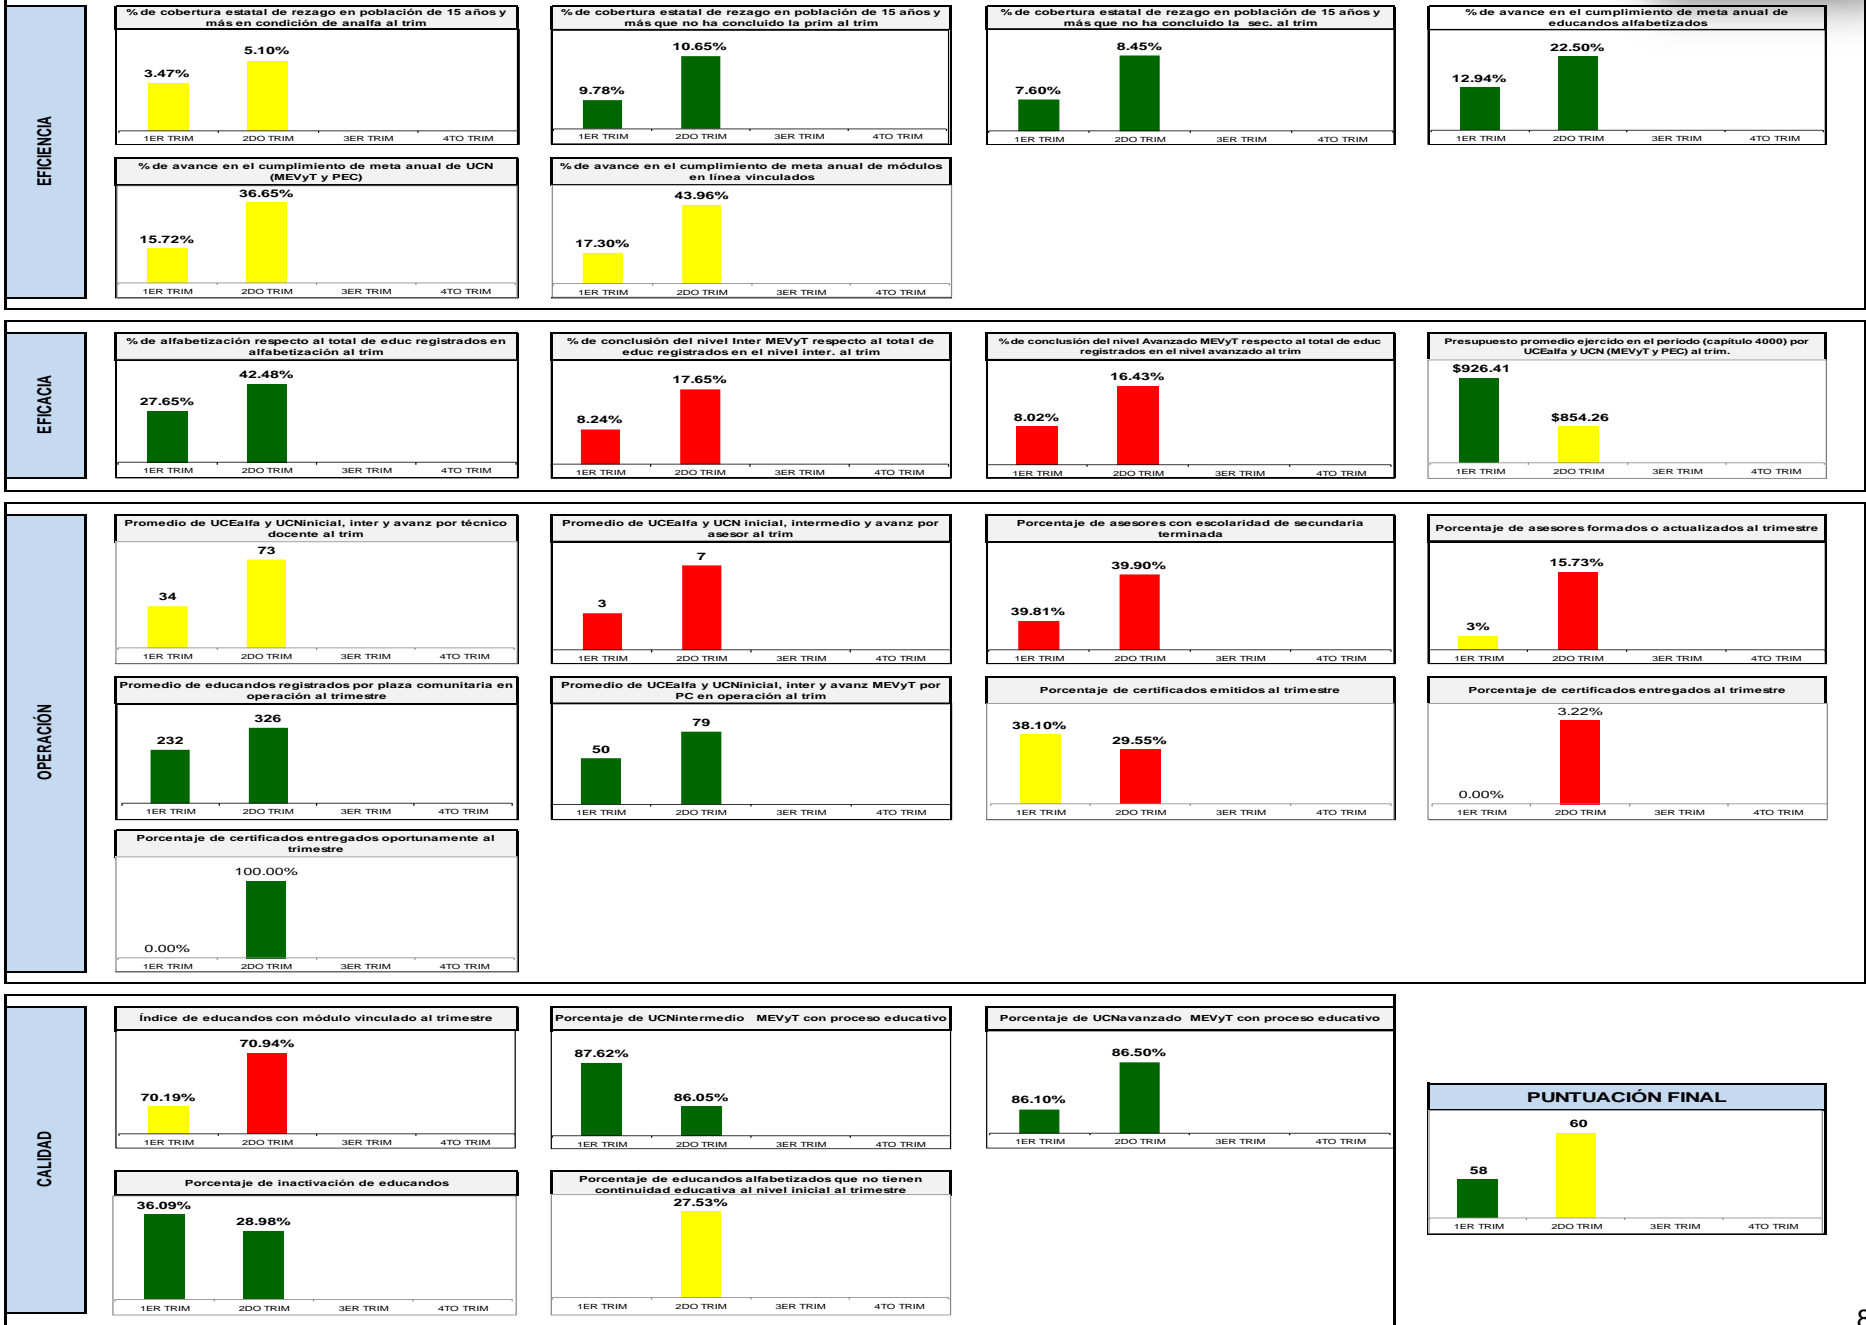 EFICIENCIA
% de cobertura estatal de rezago en población de 15 años y
más en condición de analfa al trim
3.47%
5.10%
1ER TRIM 2DO TRIM 3ER TRIM 4TO TRIM
% de cobertura estatal de rezago en población de 15 años y
más que no ha concluido la prim al trim
9.78%
10.65%
1ER TRIM 2DO TRIM 3ER TRIM 4TO TRIM
% de cobertura estatal de rezago en población de 15 años y
más que no ha concluido la sec. al trim
7.60%
8.45%
1ER TRIM 2DO TRIM 3ER TRIM 4TO TRIM
% de avance en el cumplimiento de meta anual de
educandos alfabetizados
12.94%
22.50%
1ER TRIM 2DO TRIM 3ER TRIM 4TO TRIM
% de avance en el cumplimiento de meta anual de UCN
(MEVyT y PEC)
15.72%
36.65%
1ER TRIM 2DO TRIM 3ER TRIM 4TO TRIM
% de avance en el cumplimiento de meta anual de módulos
en línea vinculados
17.30%
43.96%
1ER TRIM 2DO TRIM 3ER TRIM 4TO TRIM
EFICACIA
% de alfabetización respecto al total de educ registrados en
alfabetización al trim
27.65%
42.48%
1ER TRIM 2DO TRIM 3ER TRIM 4TO TRIM
% de conclusión del nivel Inter MEVyT respecto al total de
educ registrados en el nivel inter. al trim
8.24%
17.65%
1ER TRIM 2DO TRIM 3ER TRIM 4TO TRIM
% de conclusión del nivel Avanzado MEVyT respecto al total de educ
registrados en el nivel avanzado al trim
8.02%
16.43%
1ER TRIM 2DO TRIM 3ER TRIM 4TO TRIM
Presupuesto promedio ejercido en el periodo (capítulo 4000) por
UCEalfa y UCN (MEVyT y PEC) al trim.
$926.41
$854.26
1ER TRIM 2DO TRIM 3ER TRIM 4TO TRIM
OPERACIÓN
Promedio de UCEalfa y UCNinicial, inter y avanz por técnico
docente al trim
34
73
1ER TRIM 2DO TRIM 3ER TRIM 4TO TRIM
Promedio de UCEalfa y UCN inicial, intermedio y avanz por
asesor al trim
3
7
1ER TRIM 2DO TRIM 3ER TRIM 4TO TRIM
Porcentaje de asesores con escolaridad de secundaria
terminada
39.81%
39.90%
1ER TRIM 2DO TRIM 3ER TRIM 4TO TRIM
Porcentaje de asesores formados o actualizados al trimestre
3%
15.73%
1ER TRIM 2DO TRIM 3ER TRIM 4TO TRIM
Promedio de educandos registrados por plaza comunitaria en
operación al trimestre
232
326
1ER TRIM 2DO TRIM 3ER TRIM 4TO TRIM
Promedio de UCEalfa y UCNinicial, inter y avanz MEVyT por
PC en operación al trim
50
79
1ER TRIM 2DO TRIM 3ER TRIM 4TO TRIM
Porcentaje de certificados emitidos al trimestre
38.10%
29.55%
1ER TRIM 2DO TRIM 3ER TRIM 4TO TRIM
Porcentaje de certificados entregados al trimestre
0.00%
3.22%
1ER TRIM 2DO TRIM 3ER TRIM 4TO TRIM
Porcentaje de certificados entregados oportunamente al
trimestre
0.00%
100.00%
1ER TRIM 2DO TRIM 3ER TRIM 4TO TRIM
CALIDAD
Índice de educandos con módulo vinculado al trimestre
70.19%
70.94%
1ER TRIM 2DO TRIM 3ER TRIM 4TO TRIM
Porcentaje de UCNintermedio MEVyT con proceso educativo
87.62%
86.05%
1ER TRIM 2DO TRIM 3ER TRIM 4TO TRIM
Porcentaje de UCNavanzado MEVyT con proceso educativo
86.10%
86.50%
1ER TRIM 2DO TRIM 3ER TRIM 4TO TRIM
Porcentaje de inactivación de educandos
36.09%
28.98%
1ER TRIM 2DO TRIM 3ER TRIM 4TO TRIM
Porcentaje de educandos alfabetizados que no tienen
continuidad educativa al nivel inicial al trimestre
27.53%
1ER TRIM 2DO TRIM 3ER TRIM 4TO TRIM
PUNTUACIÓN FINAL
58
60
1ER TRIM 2DO TRIM 3ER TRIM 4TO TRIM